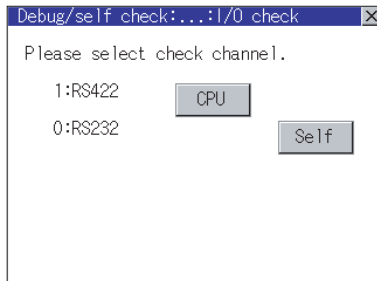 Debug/self check:...:I/O check
Please select check channel.
1:RS422 CPU
0:RS232 Self